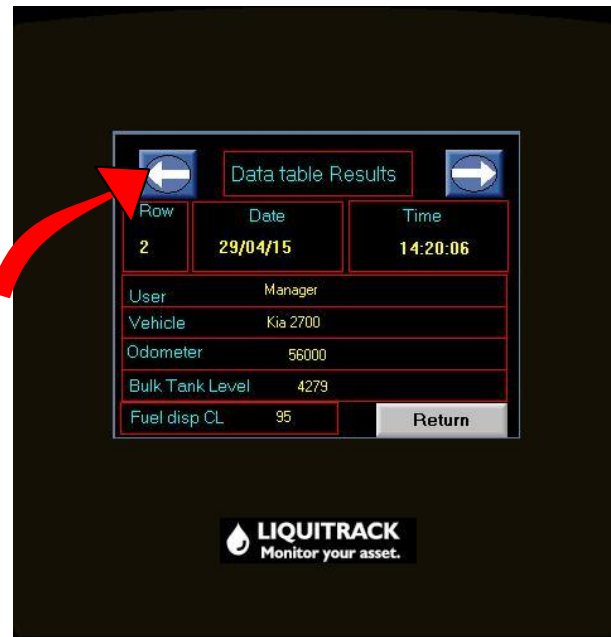 Data table Results
Row Date Time
2 29/04/15 14:20:06
User Manager
Vehicle Kia 2700
Odometer 56000
Bulk Tank Level 4279
Fuel disp CL 95 Return
LIQUITRACK
Monitor your asset.